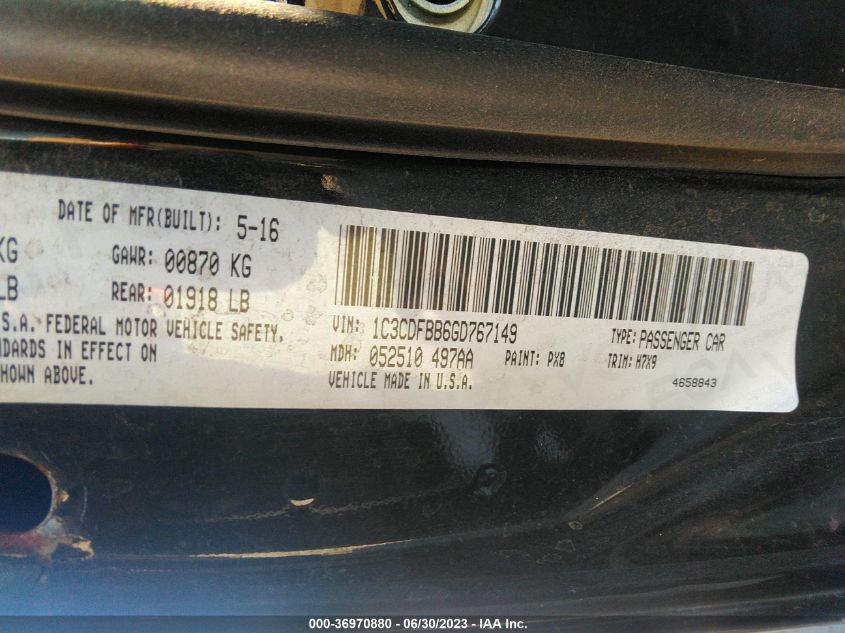 DATE OF MFR(BUILT): 5-16
KG GAWR: 00870 KG
LB REAR: 01918 LB
S.A. FEDERAL MOTOR VEHICLE SAFETY.
NDARDS IN EFFECT ON
SHOWN ABOVE.
VIN: 1C3CDFBB6GD767149 TYPE: PASSENGER CAR
MDH: 052510 497AA PAINT: PX8 TRIM: H7X9
VEHICLE MADE IN U.S.A. 4658843
000-36970880 - 06/30/2023 - IAA Inc.